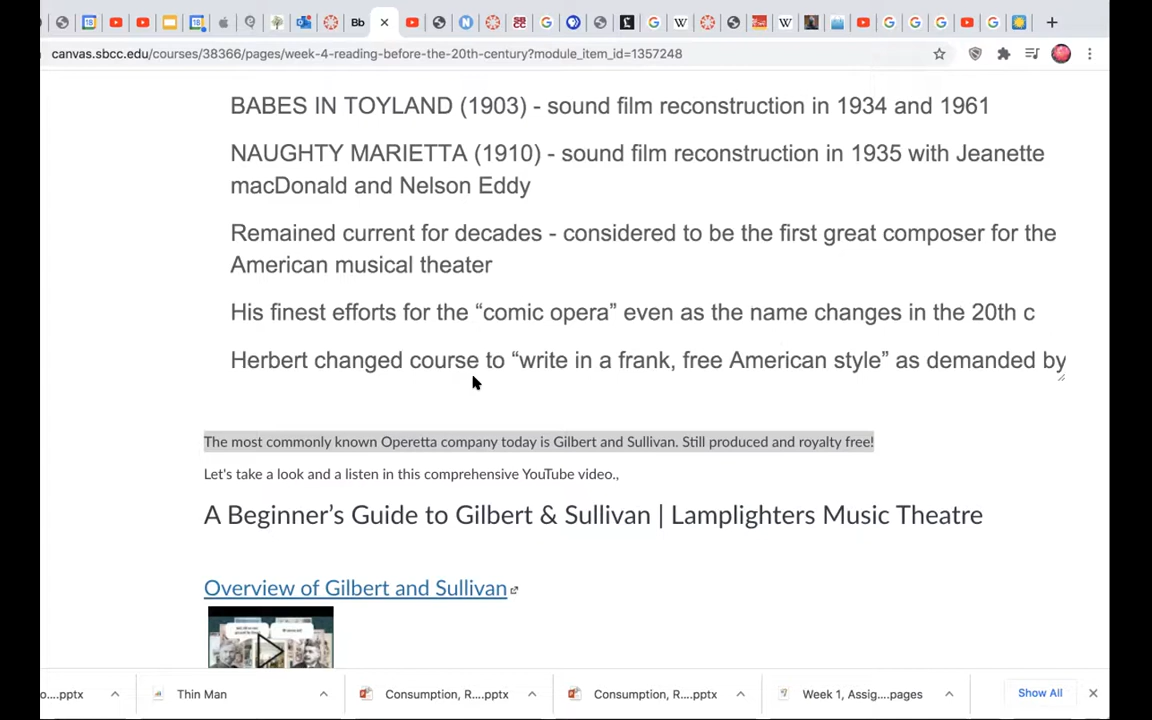 Bb
canvas.sbcc.edu/courses/38366/pages/week-4-reading-before-the-20th-century?module_item_id=1357248
BABES IN TOYLAND (1903) - sound film reconstruction in 1934 and 1961
NAUGHTY MARIETTA (1910) - sound film reconstruction in 1935 with Jeanette
macDonald and Nelson Eddy
Remained current for decades - considered to be the first great composer for the
American musical theater
His finest efforts for the “comic opera” even as the name changes in the 20th c
Herbert changed course to “write in a frank, free American style” as demanded by
The most commonly known Operetta company today is Gilbert and Sullivan. Still produced and royalty free!
Let's take a look and a listen in this comprehensive YouTube video.,
A Beginner’s Guide to Gilbert & Sullivan | Lamplighters Music Theatre
Overview of Gilbert and Sullivan
o....pptx Thin Man Consumption, R....pptx Consumption, R....pptx Week 1, Assig....pages Show All